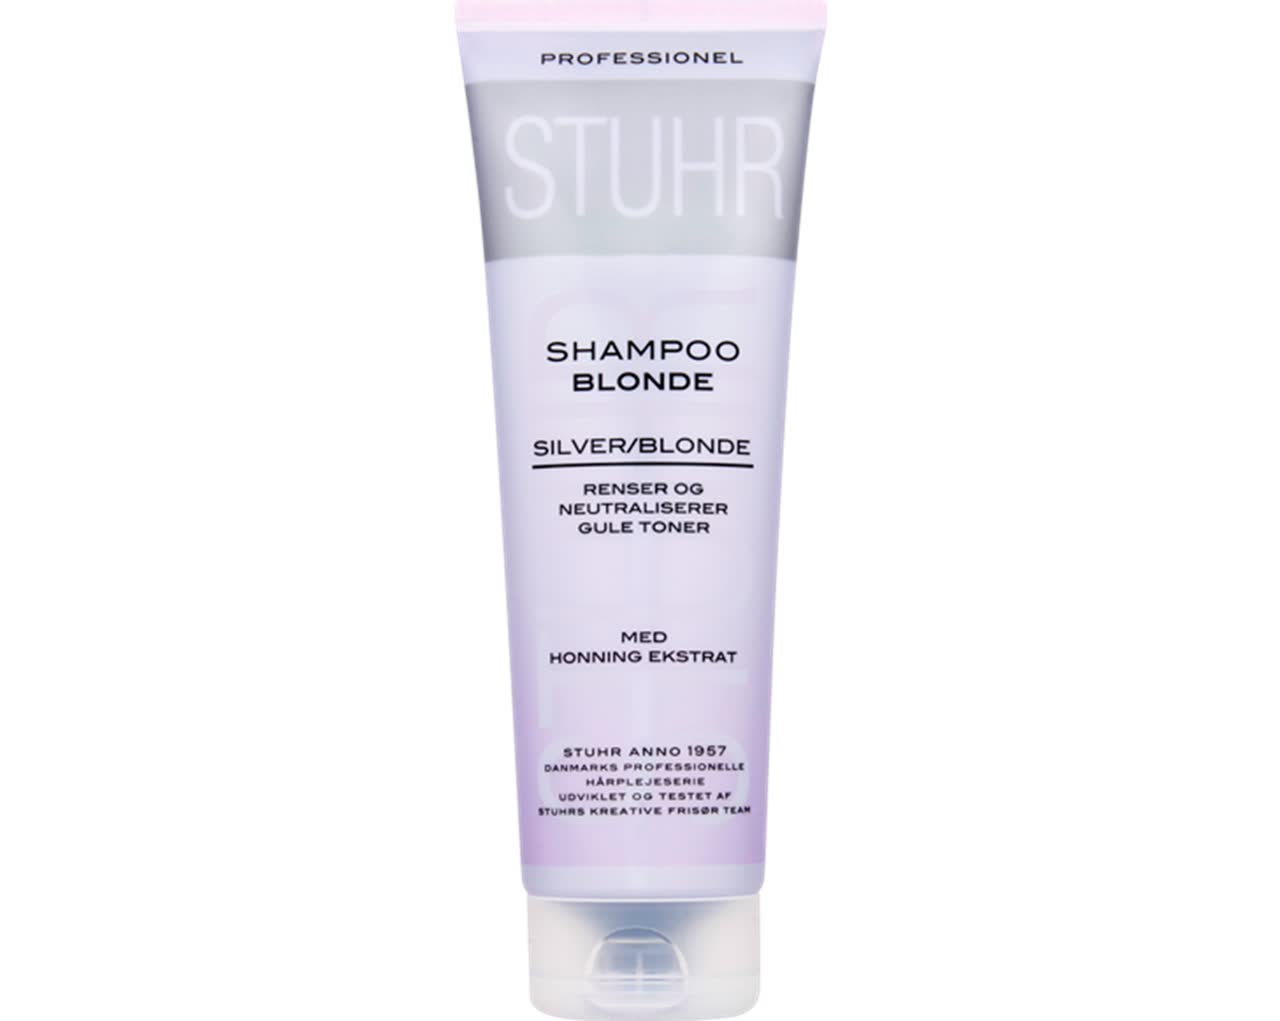 PROFESSIONEL
STUHR
SHAMPOO
BLONDE
SILVER/BLONDE
RENSER OG
NEUTRALISERER
GULE TONER
MED
HONNING EKSTRAT
STUHR ANNO 1957
DANMARKS PROFESSIONELLE
HÅRPLEJESERIE
UDVIKLET OG TESTET AF
STUHRS KREATIVE FRISØR TEAM